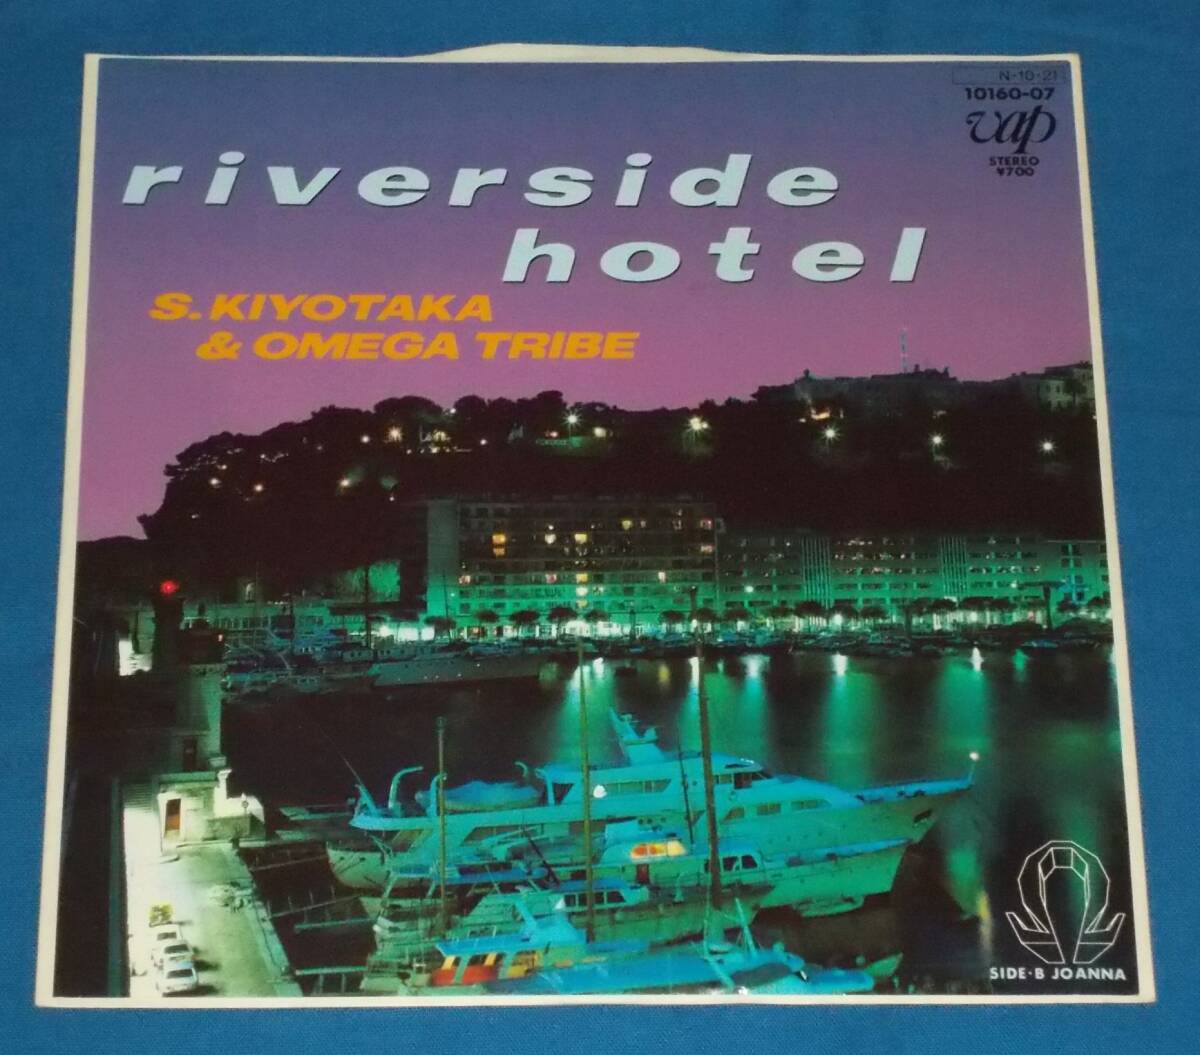 N-10-21
10160-07
vap
STEREO
¥700
riverside
hotel
S. KIYOTAKA
& OMEGA TRIBE
SIDE-B JOANNA